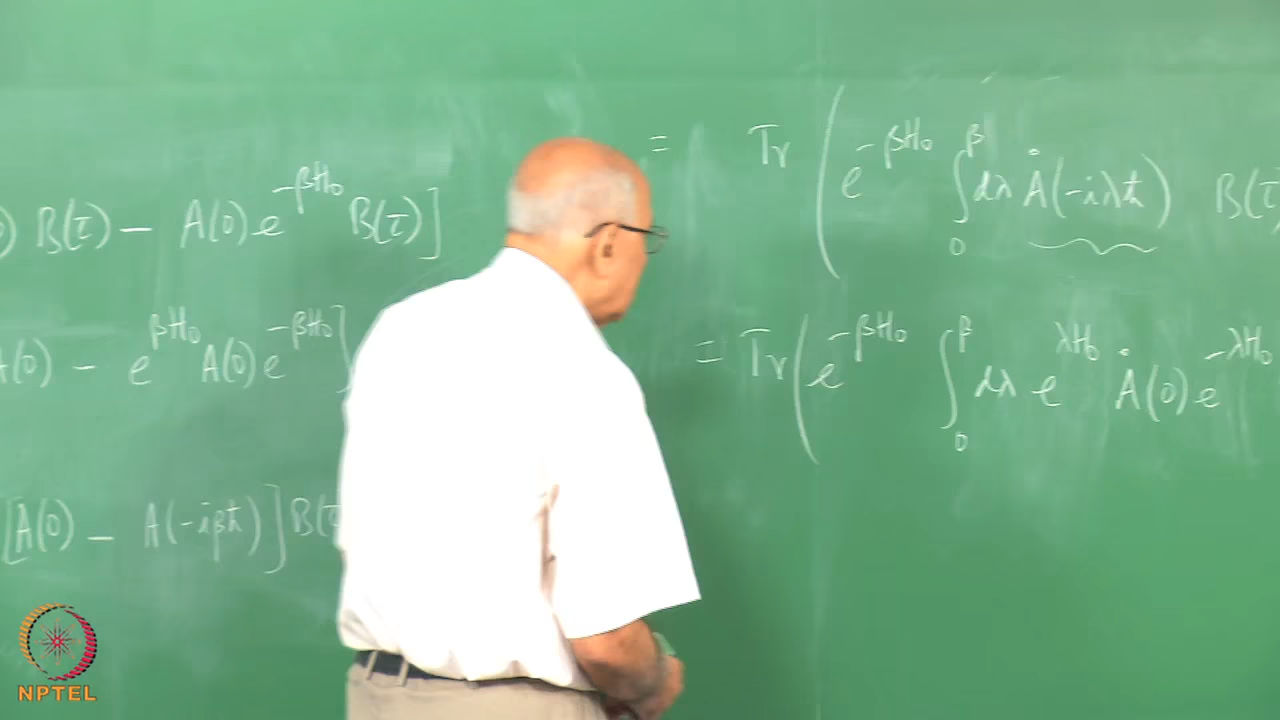 ) B(τ) − A(0) e^{-βH₀} B(τ)]
A(0) − e^{βH₀} A(0) e^{-βH₀}]
[A(0) − A(-iβħ)] B(τ
= Tr ( e^{-βH₀} ∫₀^β dλ Ȧ(-iλħ) B(τ
= Tr ( e^{-βH₀} ∫₀^β dλ e^{λH₀} Ȧ(0) e^{-λH₀}
NPTEL